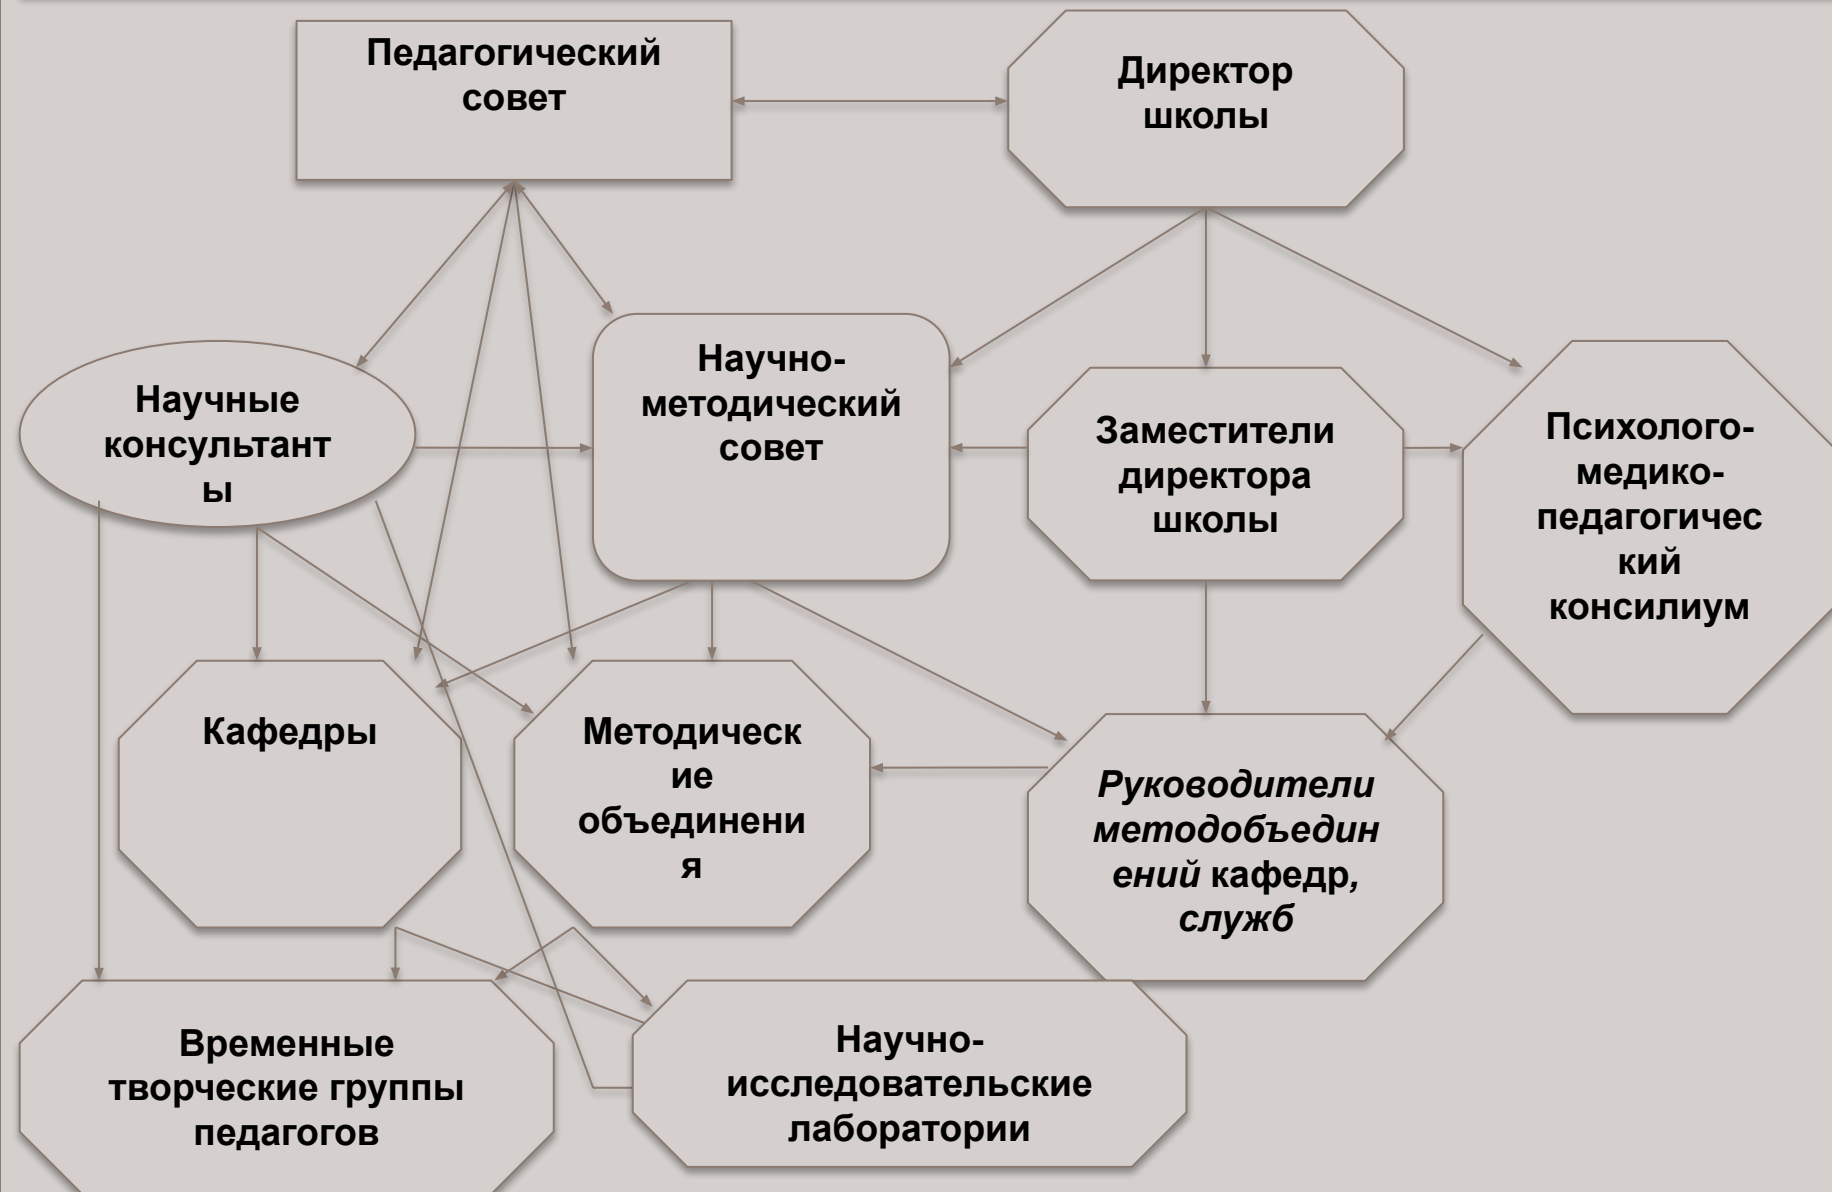 Педагогический
совет
Директор
школы
Научные
консультант
ы
Научно-
методический
совет
Заместители
директора
школы
Психолого-
медико-
педагогичес
кий
консилиум
Кафедры
Методическ
ие
объединени
я
Руководители
методобъедин
ений кафедр,
служб
Временные
творческие группы
педагогов
Научно-
исследовательские
лаборатории